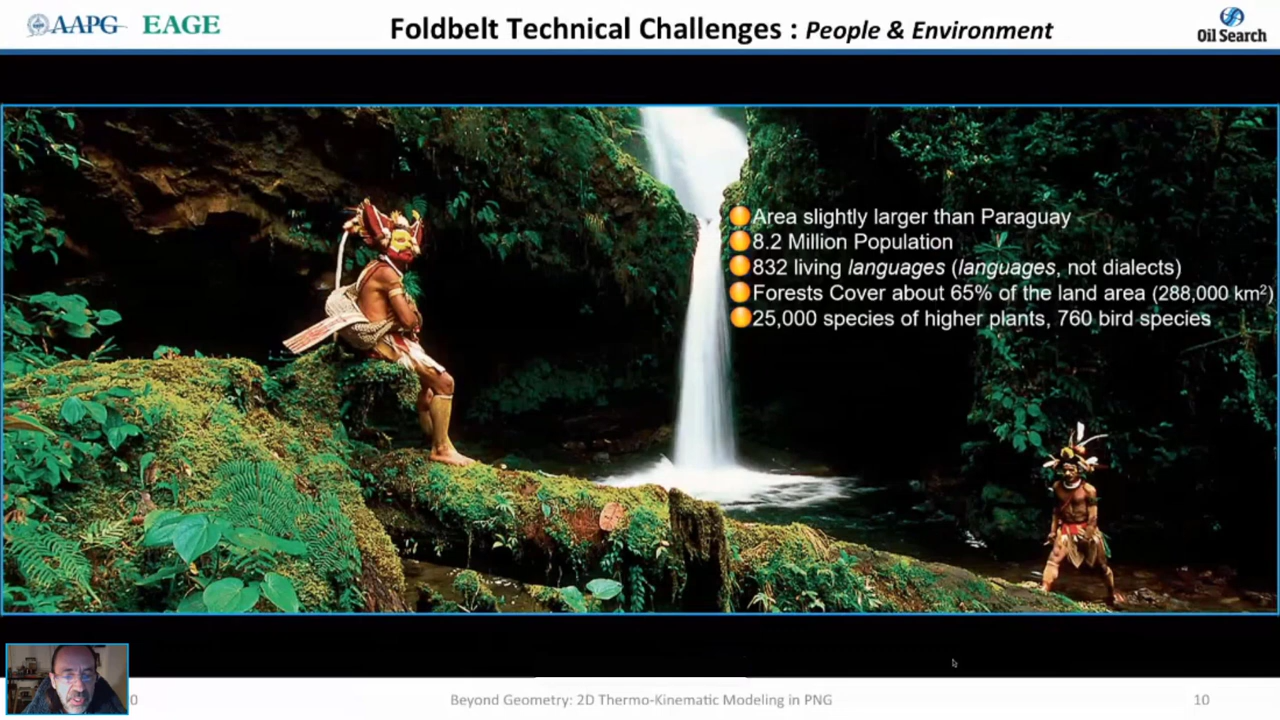 AAPG EAGE
Foldbelt Technical Challenges : People & Environment
Oil Search
Area slightly larger than Paraguay
8.2 Million Population
832 living languages (languages, not dialects)
Forests Cover about 65% of the land area (288,000 km²)
25,000 species of higher plants, 760 bird species
0
Beyond Geometry: 2D Thermo-Kinematic Modeling in PNG
10